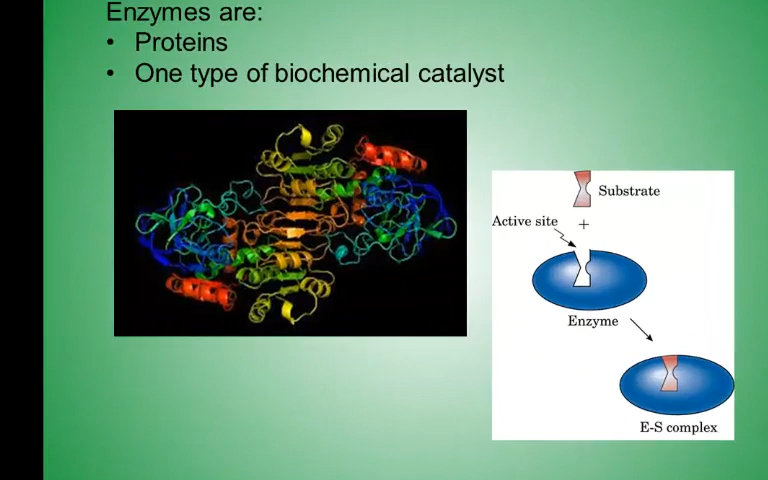 Enzymes are:
• Proteins
• One type of biochemical catalyst
Substrate
Active site
+
Enzyme
E-S complex